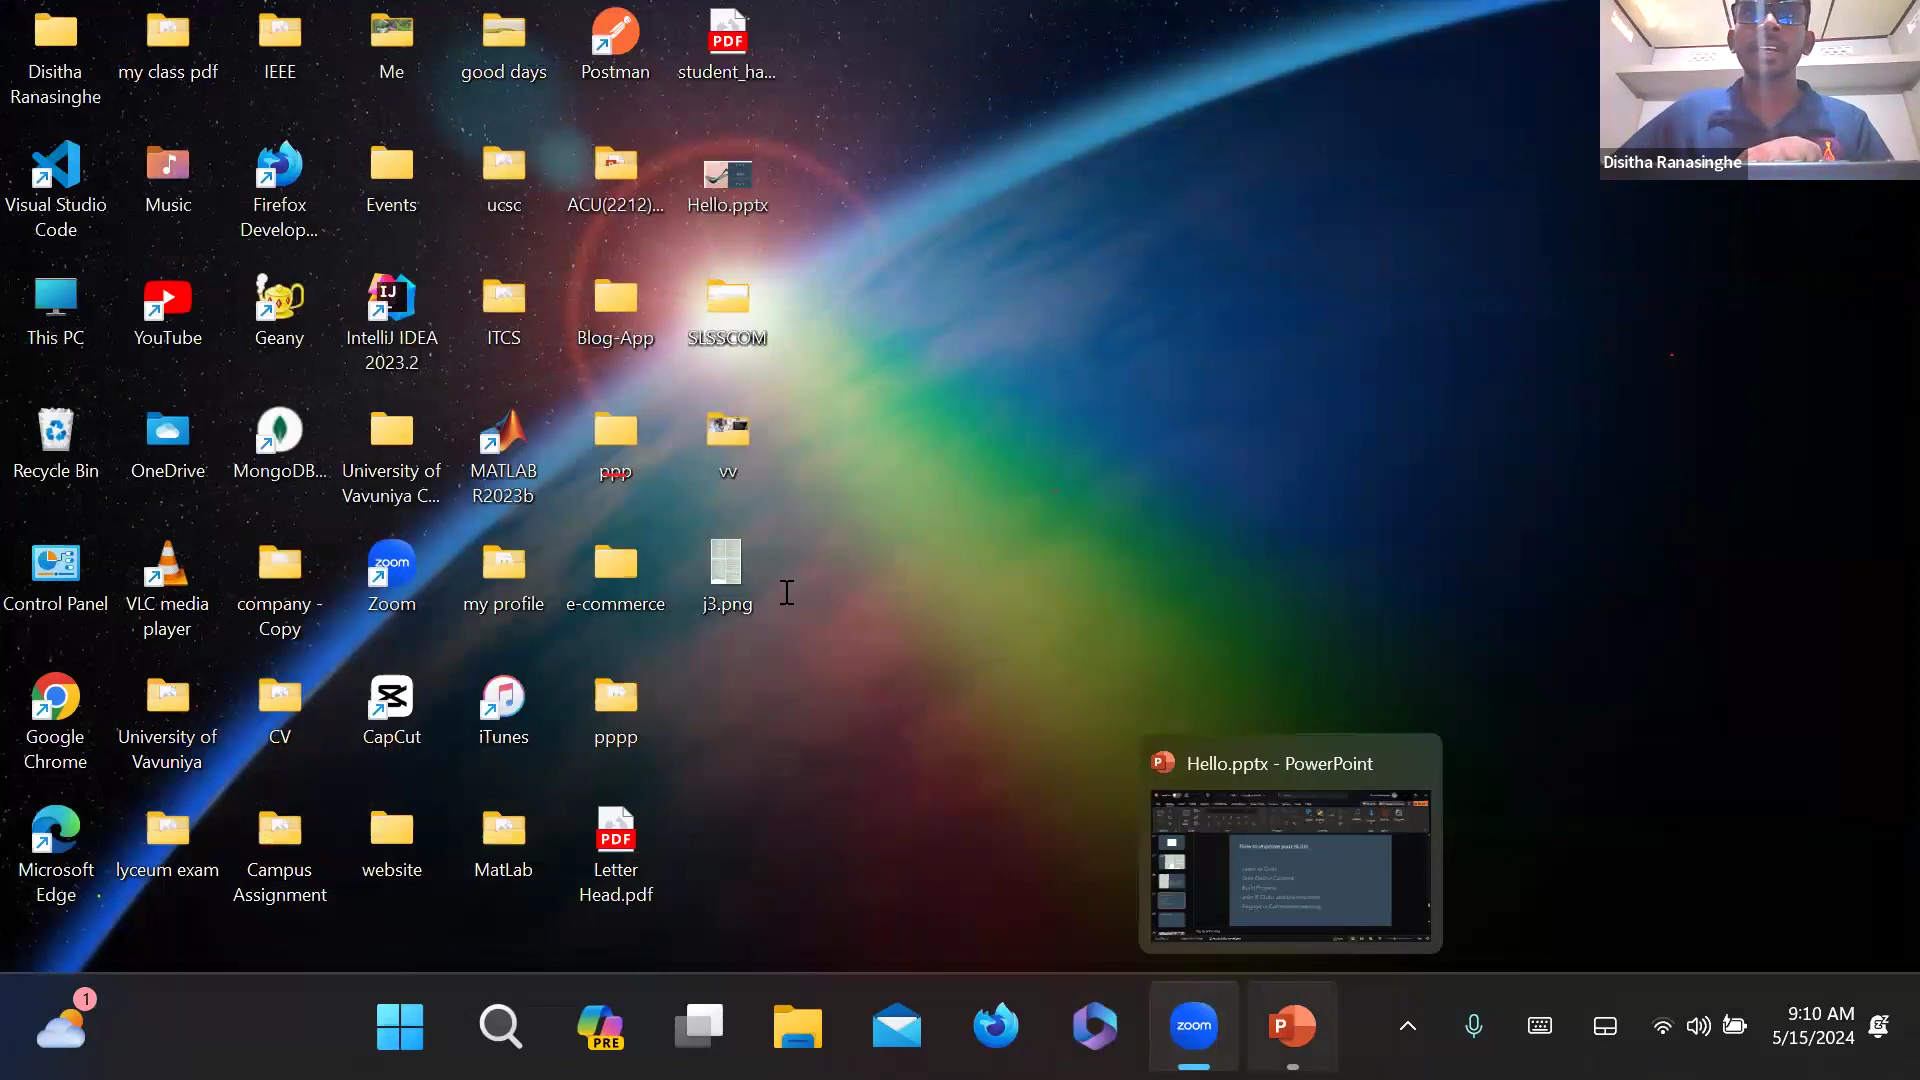 Disitha
Ranasinghe
my class pdf
IEEE
Me
good days
Postman
PDF
student_ha...
Disitha Ranasinghe
Visual Studio
Code
Music
Firefox
Develop...
Events
ucsc
ACU(2212)...
Hello.pptx
This PC
YouTube
Geany
IJ
IntelliJ IDEA
2023.2
ITCS
Blog-App
SLSSCOM
Recycle Bin
OneDrive
MongoDB...
University of
Vavuniya C...
MATLAB
R2023b
ppp
vv
Control Panel
VLC media
player
company -
Copy
zoom
Zoom
my profile
e-commerce
j3.png
Google
Chrome
University of
Vavuniya
CV
CapCut
iTunes
pppp
Microsoft
Edge
lyceum exam
Campus
Assignment
website
MatLab
PDF
Letter
Head.pdf
P
Hello.pptx - PowerPoint
1
PRE
zoom
P
9:10 AM
5/15/2024